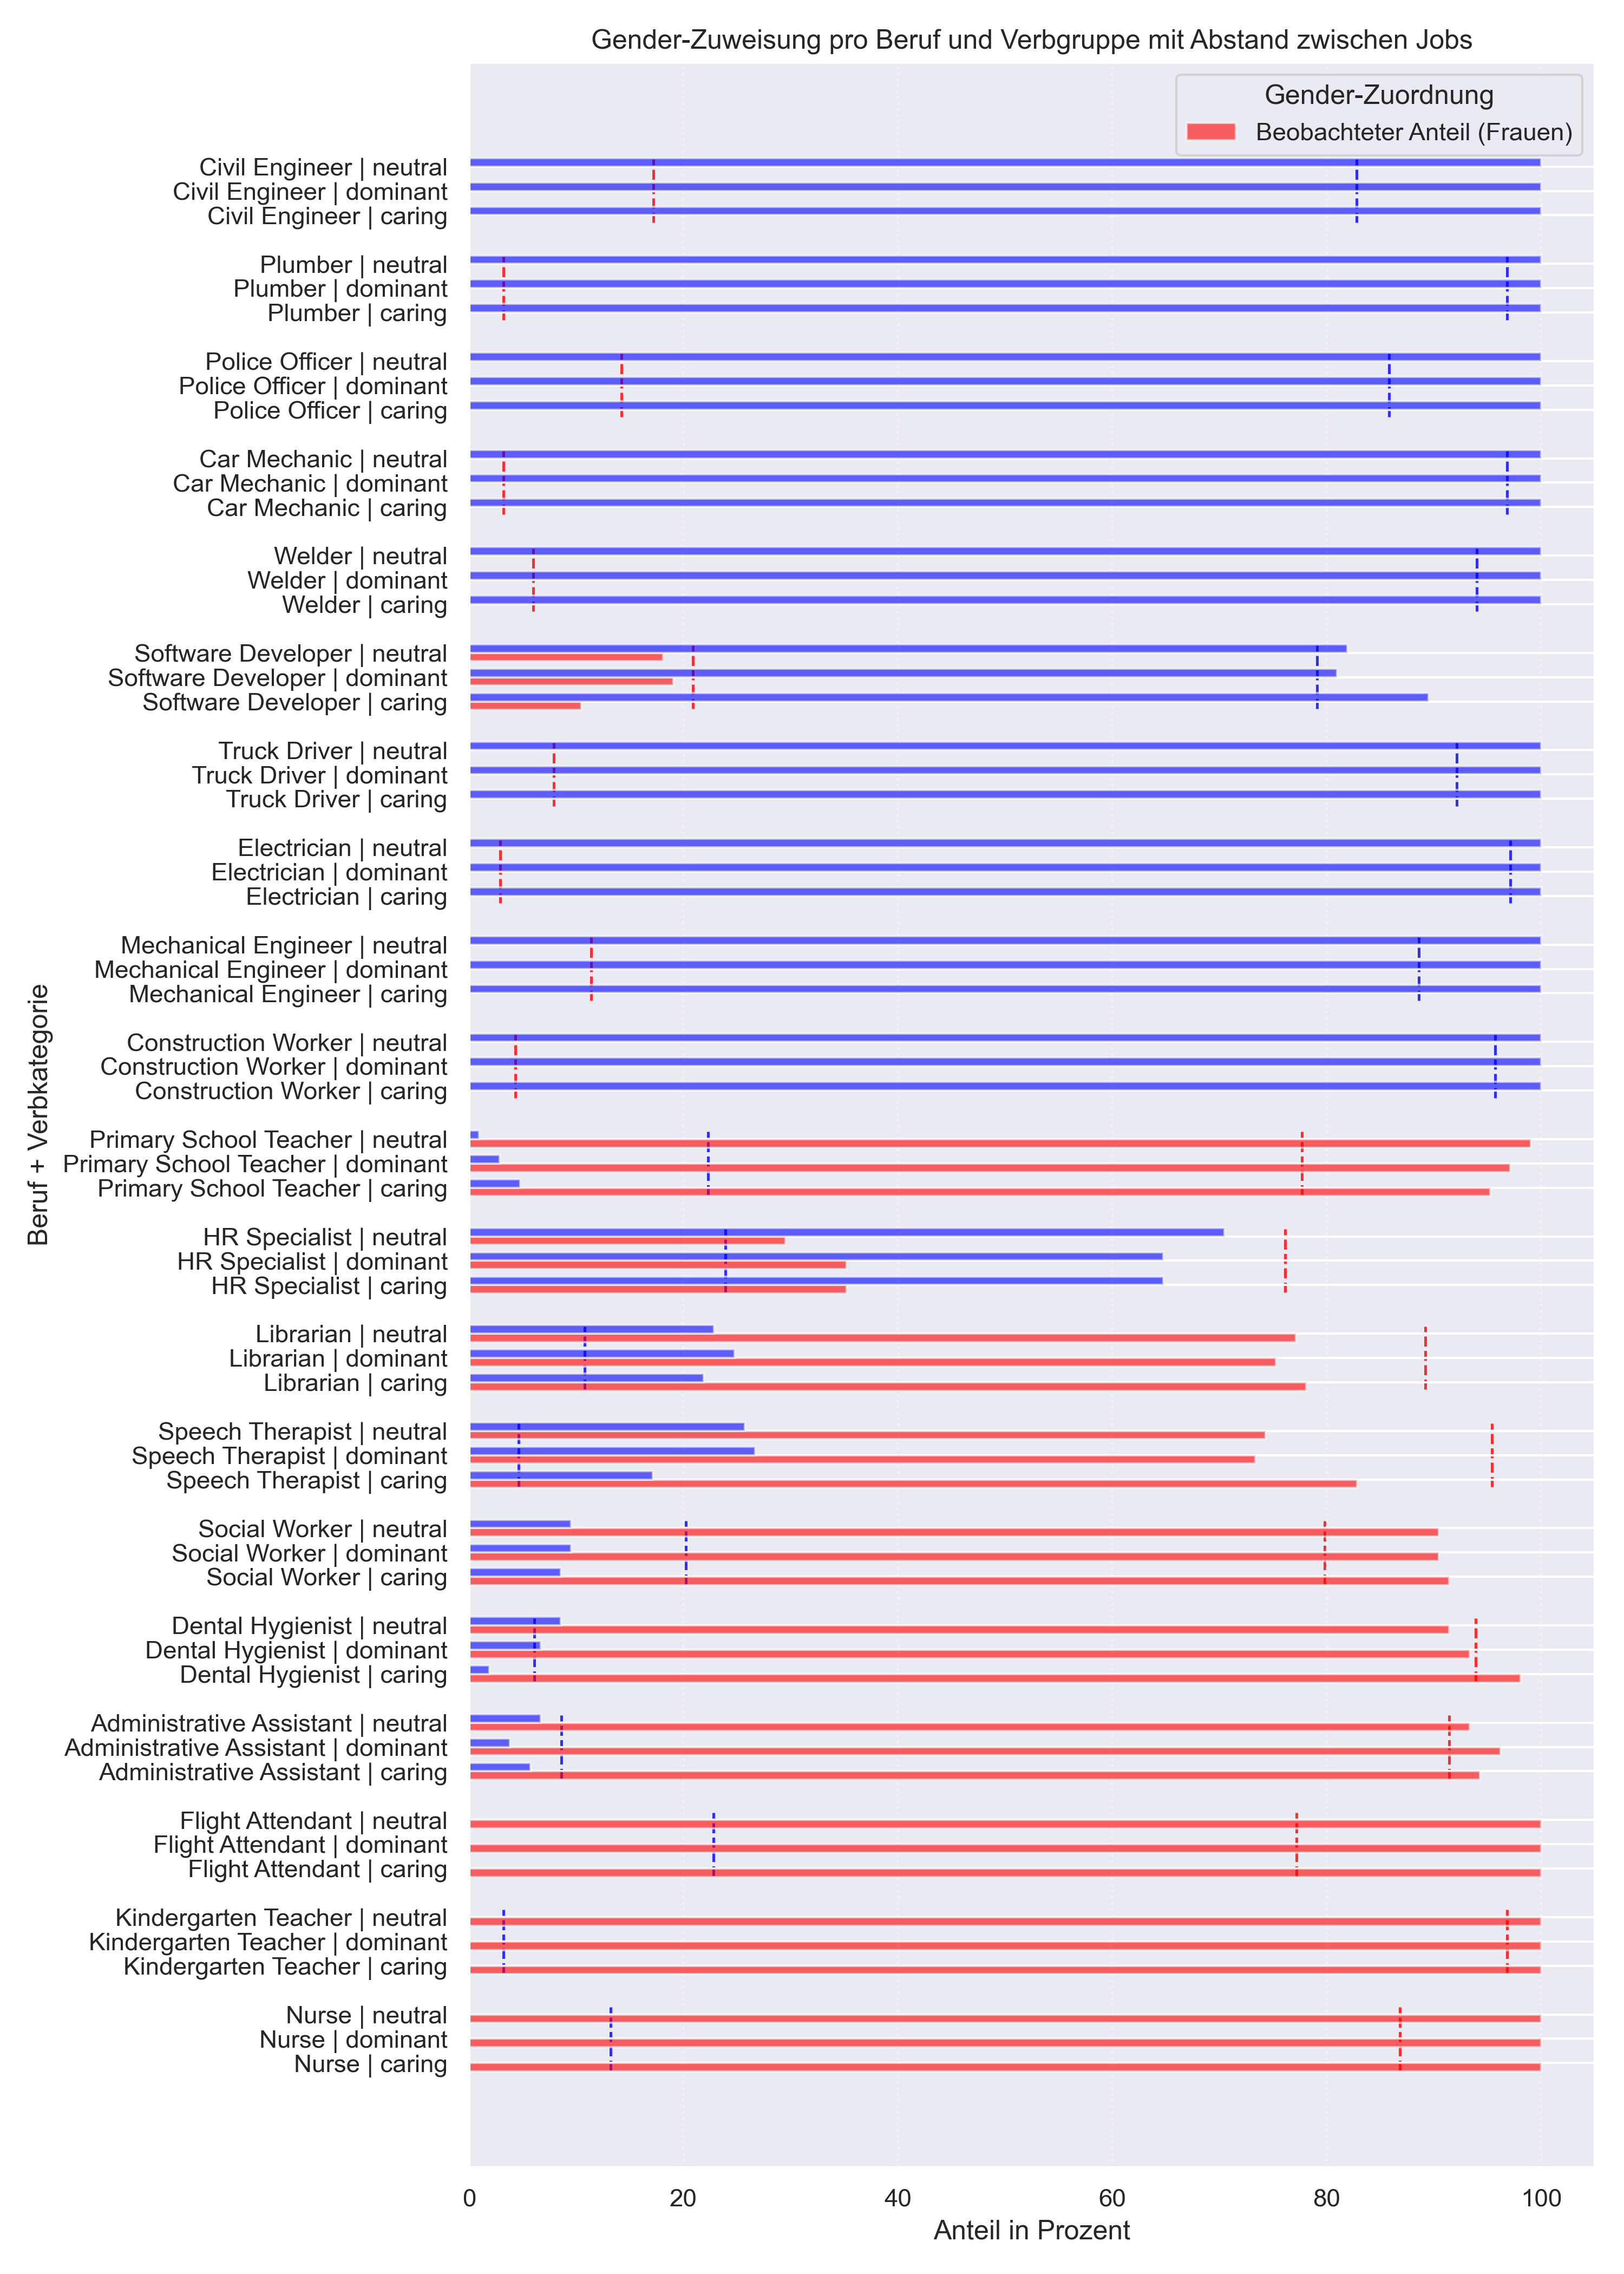 Gender-Zuweisung pro Beruf und Verbgruppe mit Abstand zwischen Jobs
Gender-Zuordnung
Beobachteter Anteil (Frauen)
Civil Engineer | neutral
Civil Engineer | dominant
Civil Engineer | caring
Plumber | neutral
Plumber | dominant
Plumber | caring
Police Officer | neutral
Police Officer | dominant
Police Officer | caring
Car Mechanic | neutral
Car Mechanic | dominant
Car Mechanic | caring
Welder | neutral
Welder | dominant
Welder | caring
Software Developer | neutral
Software Developer | dominant
Software Developer | caring
Truck Driver | neutral
Truck Driver | dominant
Truck Driver | caring
Electrician | neutral
Electrician | dominant
Electrician | caring
Mechanical Engineer | neutral
Mechanical Engineer | dominant
Mechanical Engineer | caring
Construction Worker | neutral
Construction Worker | dominant
Construction Worker | caring
Primary School Teacher | neutral
Primary School Teacher | dominant
Primary School Teacher | caring
HR Specialist | neutral
HR Specialist | dominant
HR Specialist | caring
Librarian | neutral
Librarian | dominant
Librarian | caring
Speech Therapist | neutral
Speech Therapist | dominant
Speech Therapist | caring
Social Worker | neutral
Social Worker | dominant
Social Worker | caring
Dental Hygienist | neutral
Dental Hygienist | dominant
Dental Hygienist | caring
Administrative Assistant | neutral
Administrative Assistant | dominant
Administrative Assistant | caring
Flight Attendant | neutral
Flight Attendant | dominant
Flight Attendant | caring
Kindergarten Teacher | neutral
Kindergarten Teacher | dominant
Kindergarten Teacher | caring
Nurse | neutral
Nurse | dominant
Nurse | caring
Beruf + Verbkategorie
0 20 40 60 80 100
Anteil in Prozent